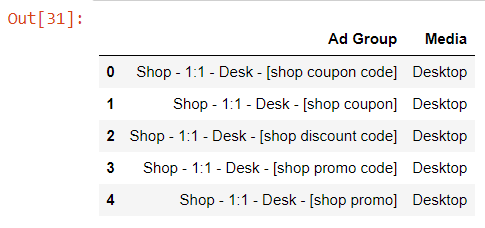 Out[31]:
Ad Group Media
0 Shop - 1:1 - Desk - [shop coupon code] Desktop
1 Shop - 1:1 - Desk - [shop coupon] Desktop
2 Shop - 1:1 - Desk - [shop discount code] Desktop
3 Shop - 1:1 - Desk - [shop promo code] Desktop
4 Shop - 1:1 - Desk - [shop promo] Desktop